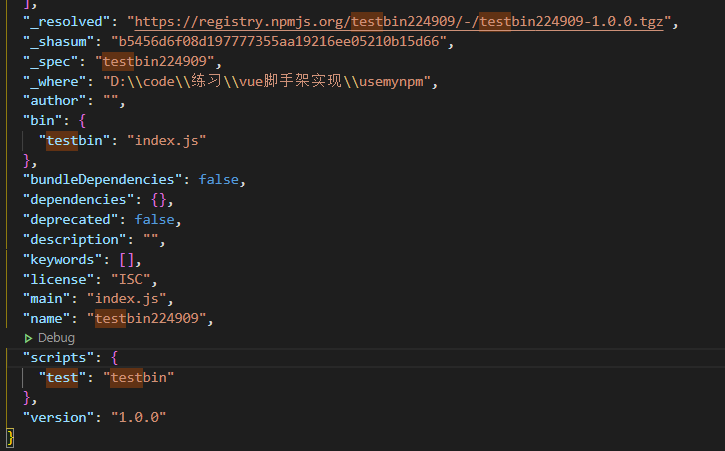 ],
"_resolved": "https://registry.npmjs.org/testbin224909/-/testbin224909-1.0.0.tgz",
"_shasum": "b5456d6f08d197777355aa19216ee05210b15d66",
"_spec": "testbin224909",
"_where": "D:\\code\\练习\\vue脚手架实现\\usemynpm",
"author": "",
"bin": {
"testbin": "index.js"
},
"bundleDependencies": false,
"dependencies": {},
"deprecated": false,
"description": "",
"keywords": [],
"license": "ISC",
"main": "index.js",
"name": "testbin224909",
Debug
"scripts": {
"test": "testbin"
},
"version": "1.0.0"
}